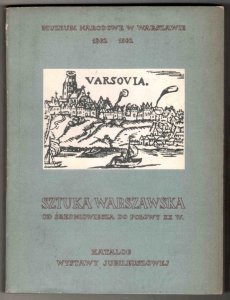 MUZEUM NARODOWE W WARSZAWIE
1862 1962
VARSOVIA.
SZTUKA WARSZAWSKA
OD ŚREDNIOWIECZA DO POŁOWY XX W.
KATALOG
WYSTAWY JUBILEUSZOWEJ